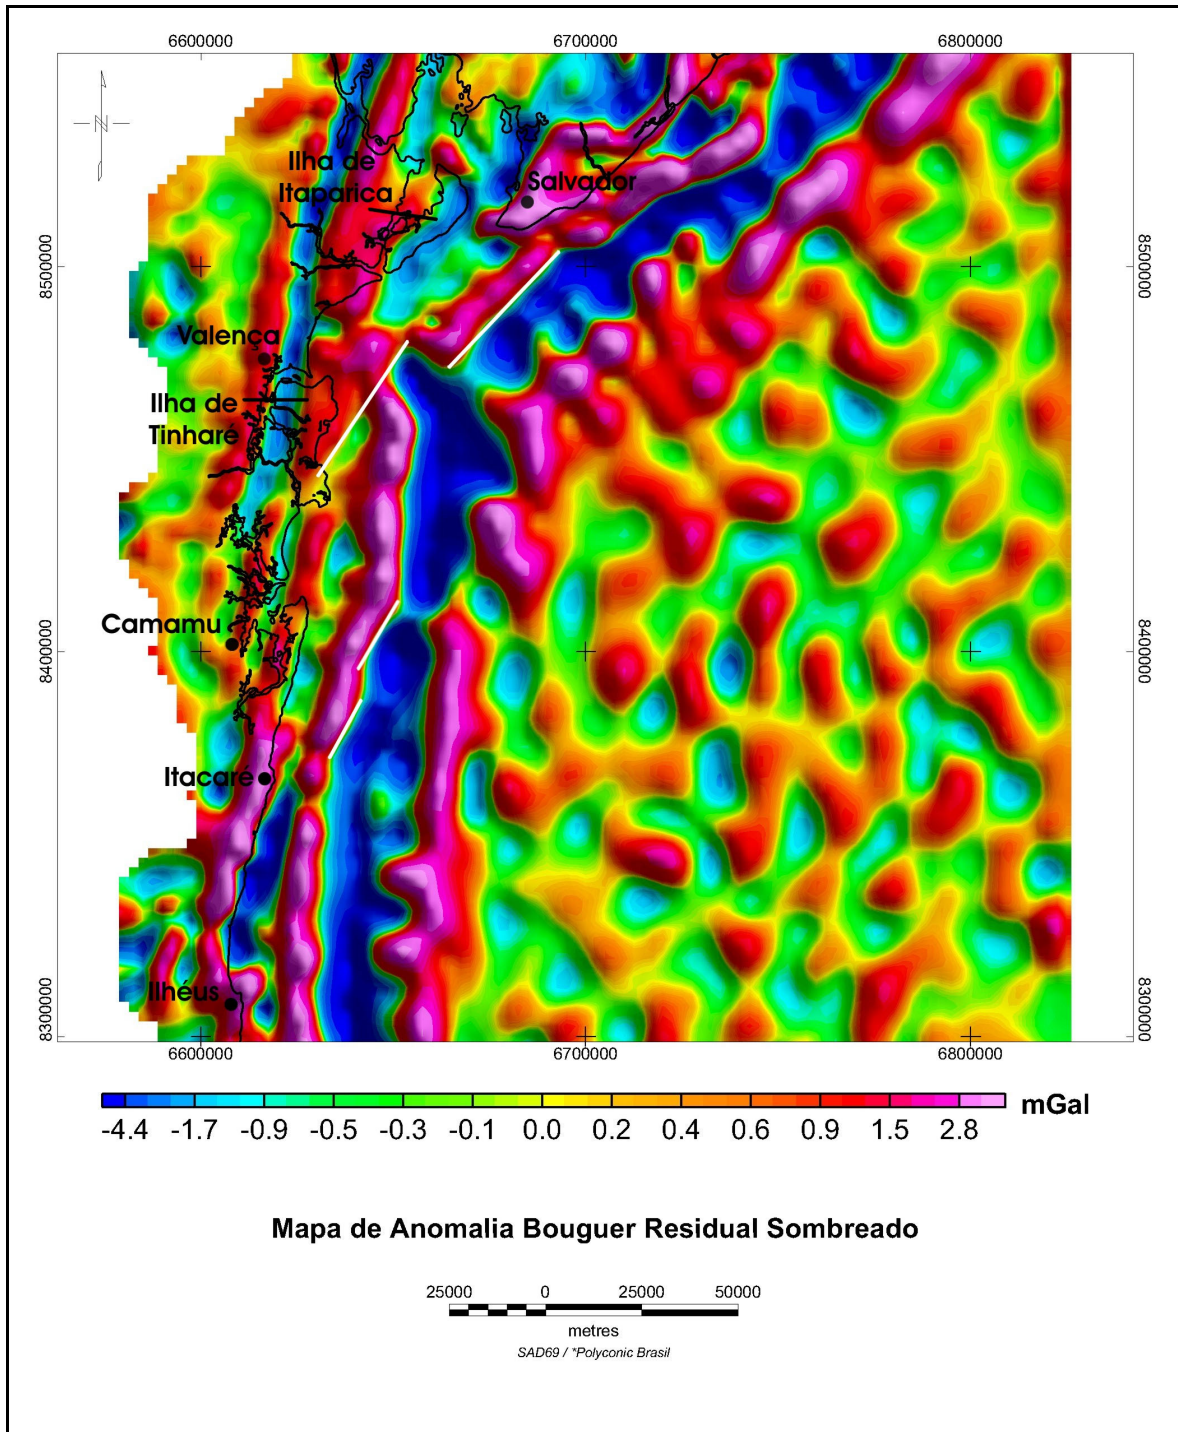 6600000 6700000 6800000
N
Ilha de
Itaparica
Salvador
8500000 8500000
Valença
Ilha de
Tinharé
Camamu
8400000 8400000
Itacaré
Ilhéus
8300000 8300000
6600000 6700000 6800000
mGal
-4.4 -1.7 -0.9 -0.5 -0.3 -0.1 0.0 0.2 0.4 0.6 0.9 1.5 2.8
Mapa de Anomalia Bouguer Residual Sombreado
25000 0 25000 50000
metres
SAD69 / *Polyconic Brasil